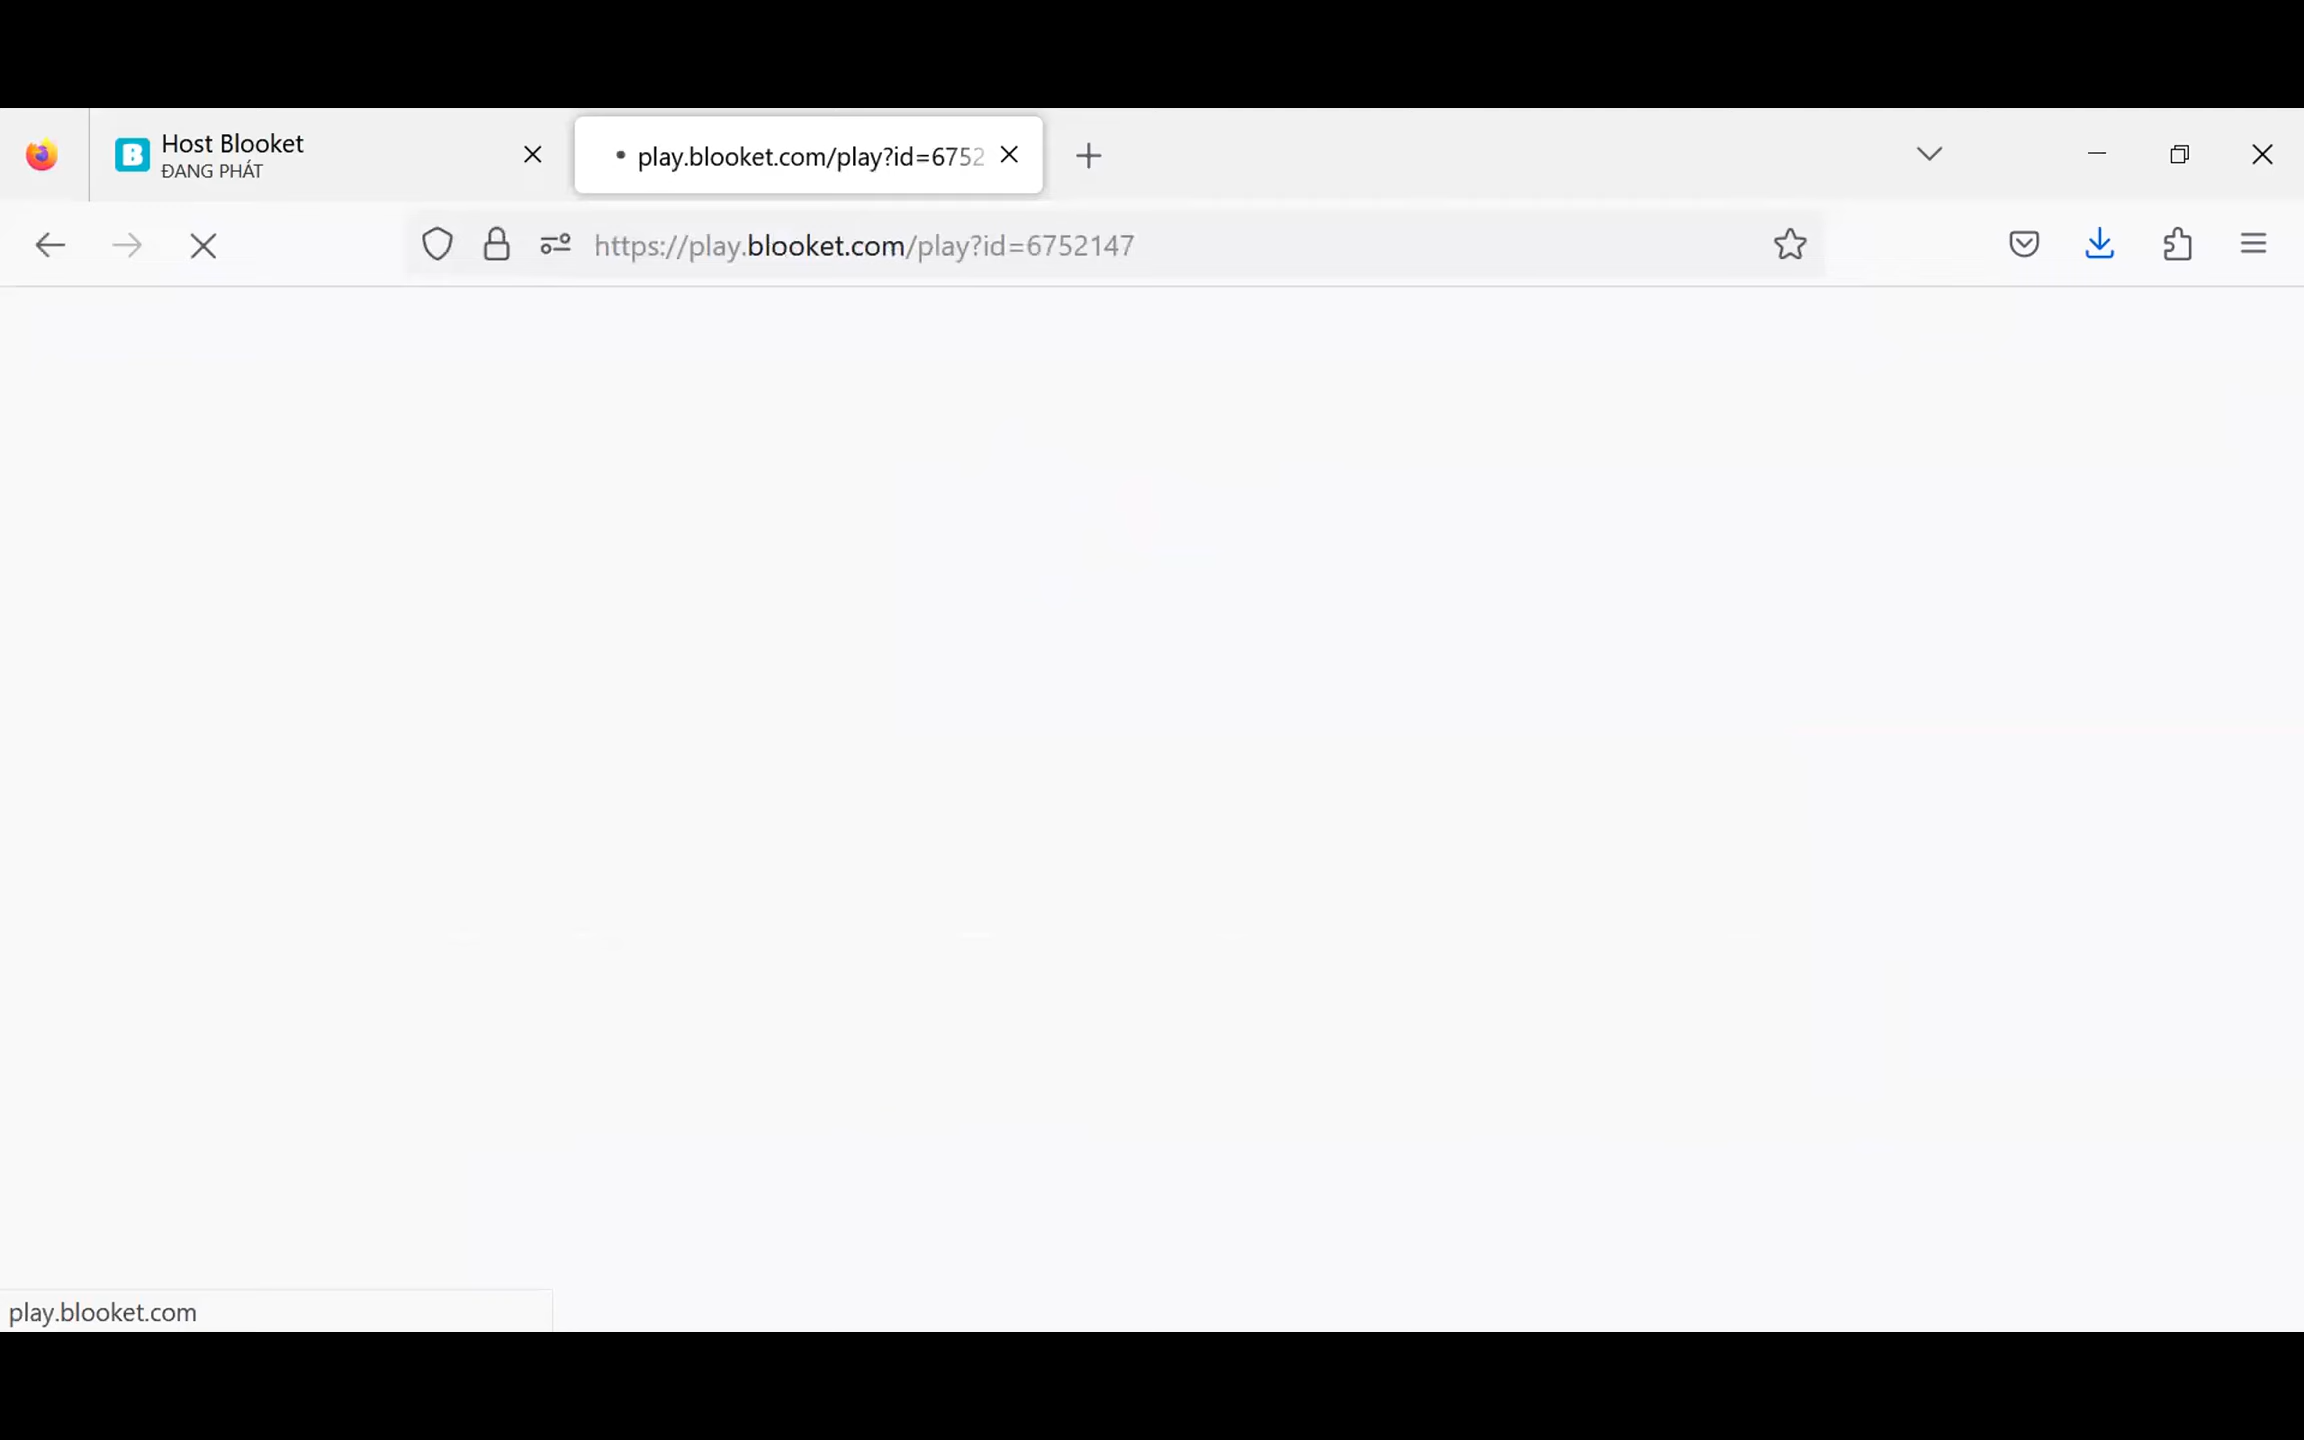 Host Blooket
ĐANG PHÁT
play.blooket.com/play?id=6752
https://play.blooket.com/play?id=6752147
play.blooket.com